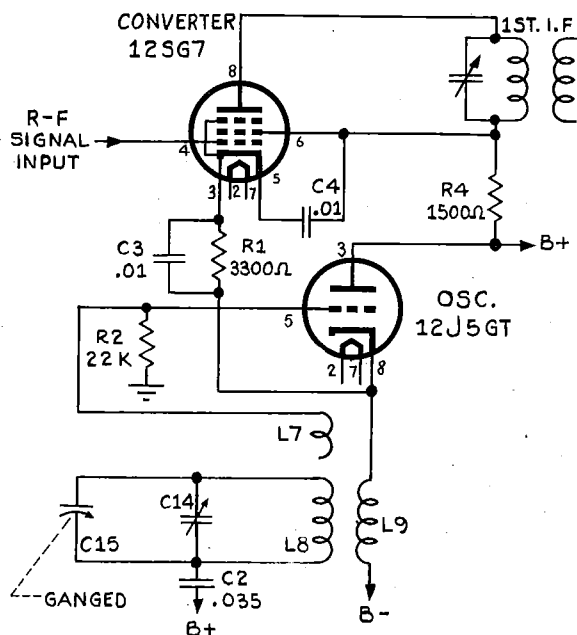 CONVERTER
12SG7
1ST. I.F
8
R-F
SIGNAL
INPUT
4
6
3
2
7
5
C4
.01
R4
1500Ω
C3
.01
R1
3300Ω
B+
3
OSC.
12J5GT
5
R2
22K
2
7
8
L7
C14
L8
L9
C15
C2
.035
GANGED
B+
B-